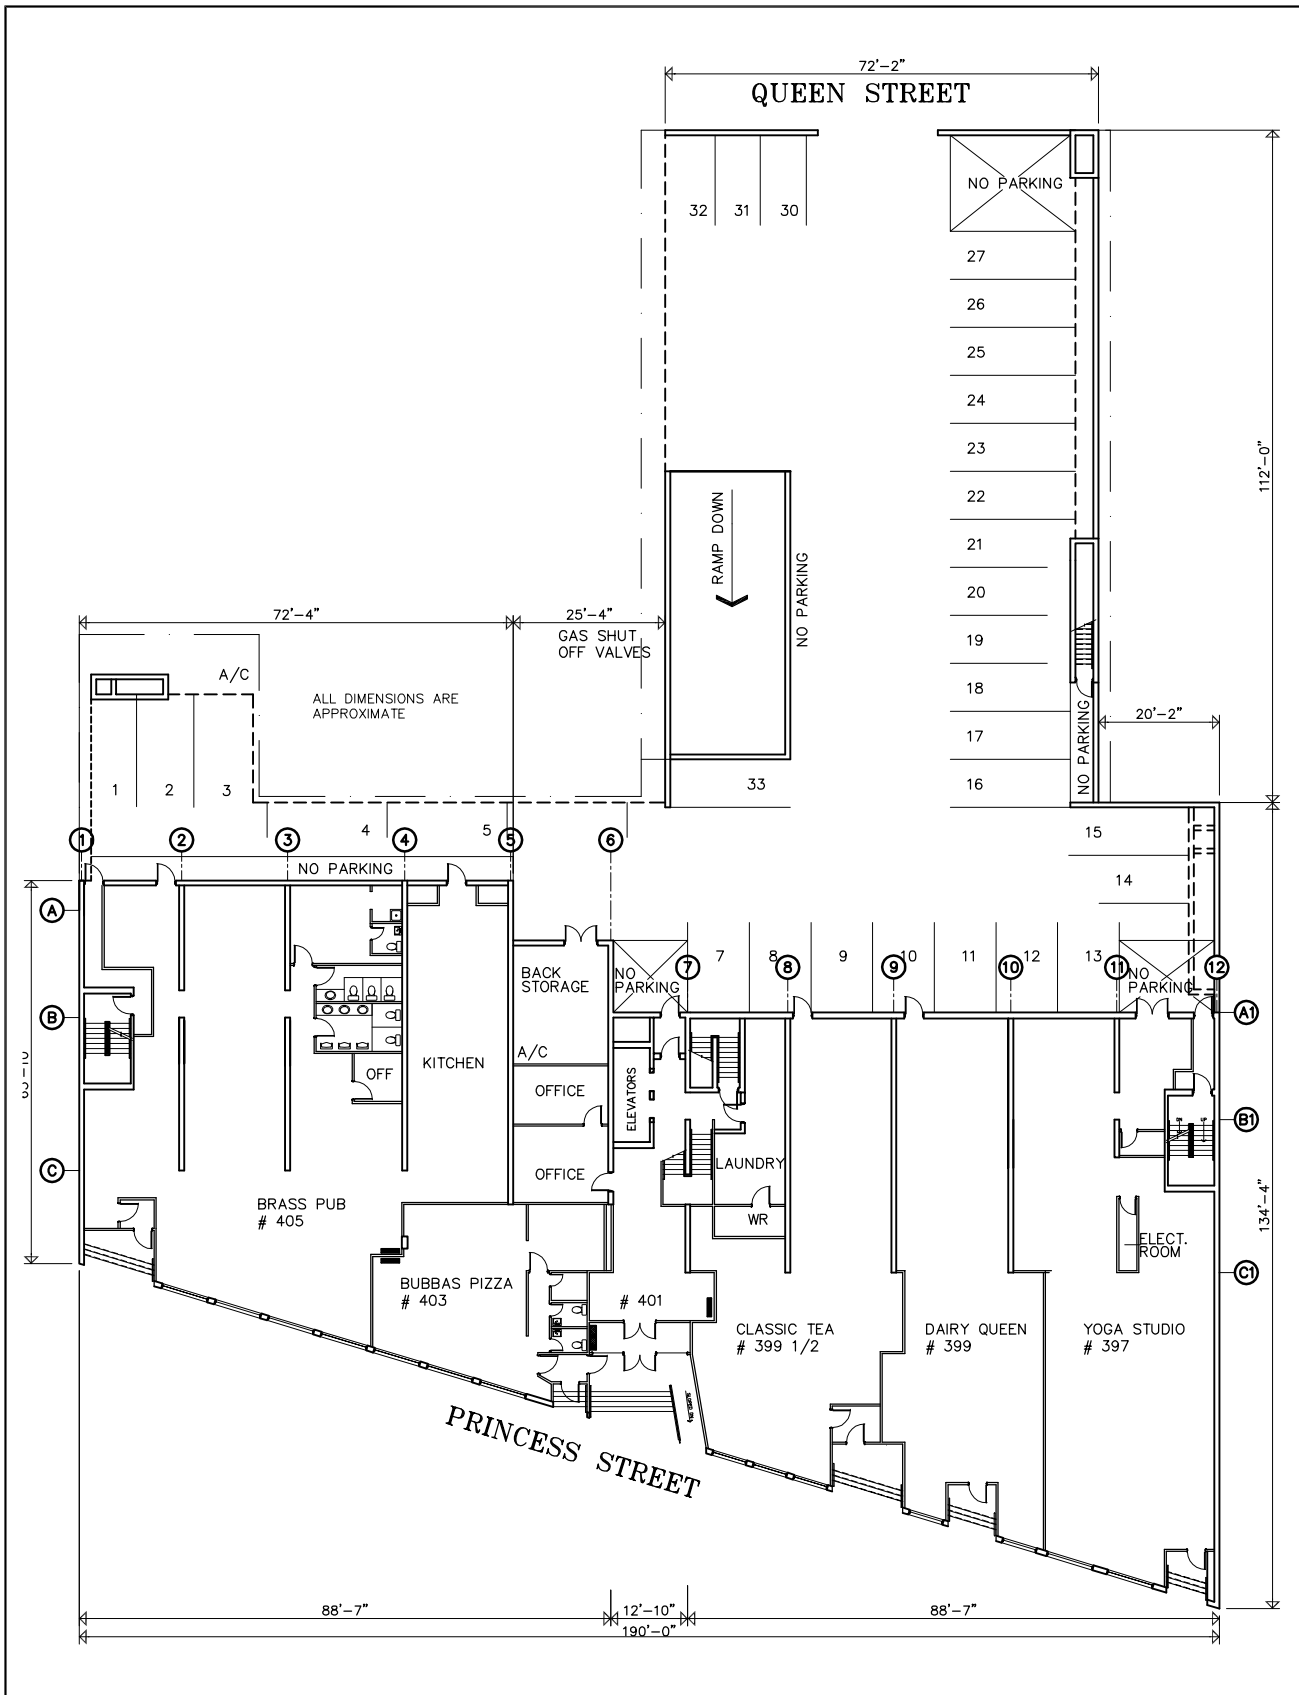 72'-2"
QUEEN STREET
NO PARKING
32
31
30
27
26
25
24
23
22
21
20
19
18
17
16
112'-0"
RAMP DOWN
NO PARKING
NO PARKING
33
20'-2"
72'-4"
25'-4"
GAS SHUT
OFF VALVES
A/C
ALL DIMENSIONS ARE
APPROXIMATE
1
2
3
4
5
15
14
1
2
3
4
5
6
NO PARKING
A
B
C
7
8
9
10
11
12
13
NO
PARKING
NO
PARKING
7
8
9
10
11
12
A1
B1
C1
BACK
STORAGE
A/C
KITCHEN
OFF
OFFICE
OFFICE
ELEVATORS
LAUNDRY
WR
DN
UP
134'-4"
BRASS PUB
# 405
ELECT.
ROOM
BUBBAS PIZZA
# 403
# 401
CLASSIC TEA
# 399 1/2
DAIRY QUEEN
# 399
YOGA STUDIO
# 397
PRINCESS STREET
88'-7"
12'-10"
88'-7"
190'-0"